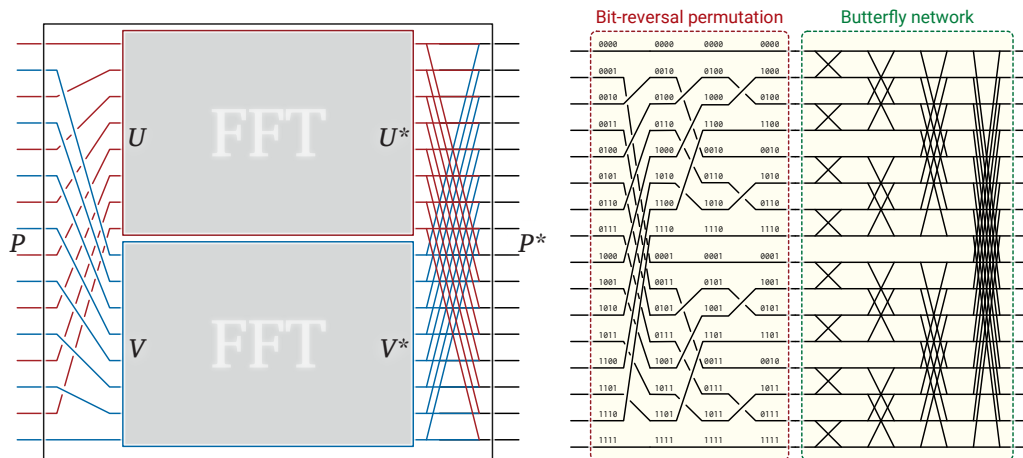 FFT
U
U*
P
P*
FFT
V
V*
Bit-reversal permutation
Butterfly network
0000 0000 0000 0000
0001 0010 0100 1000
0010 0100 1000 0100
0011 0110 1100 1100
0100 1000 0010 0010
0101 1010 0110 1010
0110 1100 1010 0110
0111 1110 1110 1110
1000 0001 0001 0001
1001 0011 0101 1001
1010 0101 1001 0101
1011 0111 1101 1101
1100 1001 0011 0010
1101 1011 0111 1011
1110 1101 1011 0111
1111 1111 1111 1111